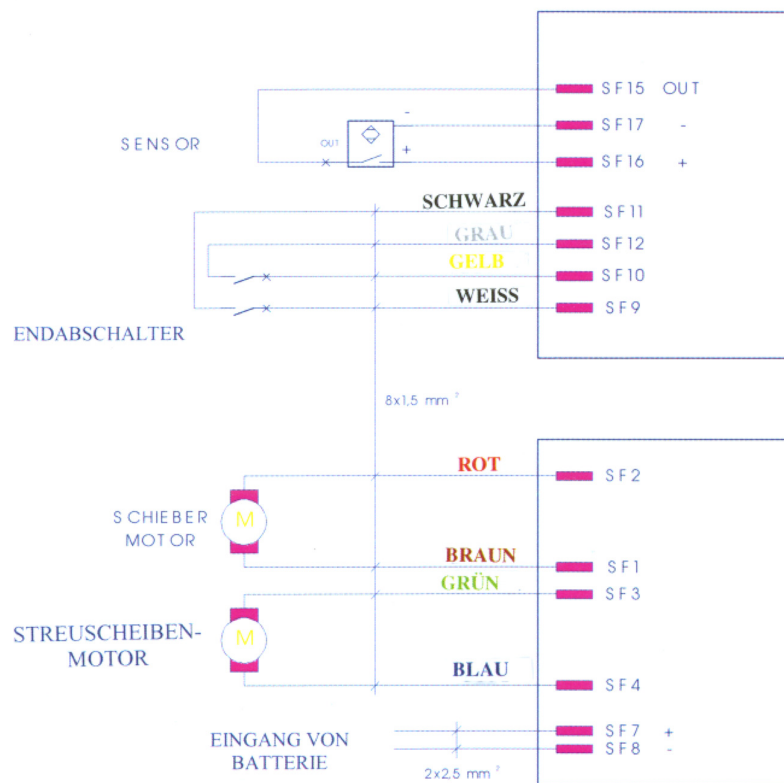 SF15 OUT
SF17 -
SENSOR
OUT
-
+
SF16 +
SCHWARZ
SF11
GRAU
SF12
GELB
SF10
WEISS
SF9
ENDABSCHALTER
8x1,5 mm²
ROT
SF2
SCHIEBER
MOTOR
M
BRAUN
SF1
GRÜN
SF3
STREUSCHEIBEN-
MOTOR
M
BLAU
SF4
EINGANG VON
BATTERIE
SF7 +
SF8 -
2x2,5 mm²